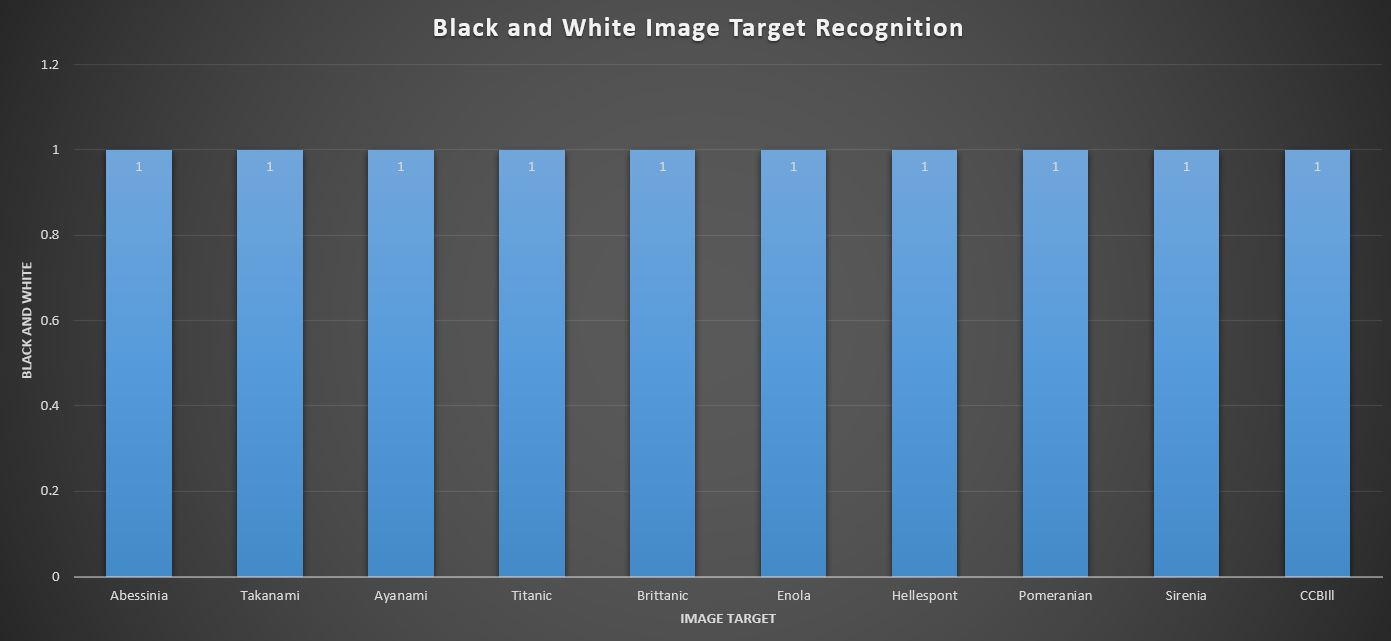 Black and White Image Target Recognition
1.2
1
0.8
0.6
0.4
0.2
0
BLACK AND WHITE
1 1 1 1 1 1 1 1 1 1
Abessinia Takanami Ayanami Titanic Brittanic Enola Hellespont Pomeranian Sirenia CCBIll
IMAGE TARGET